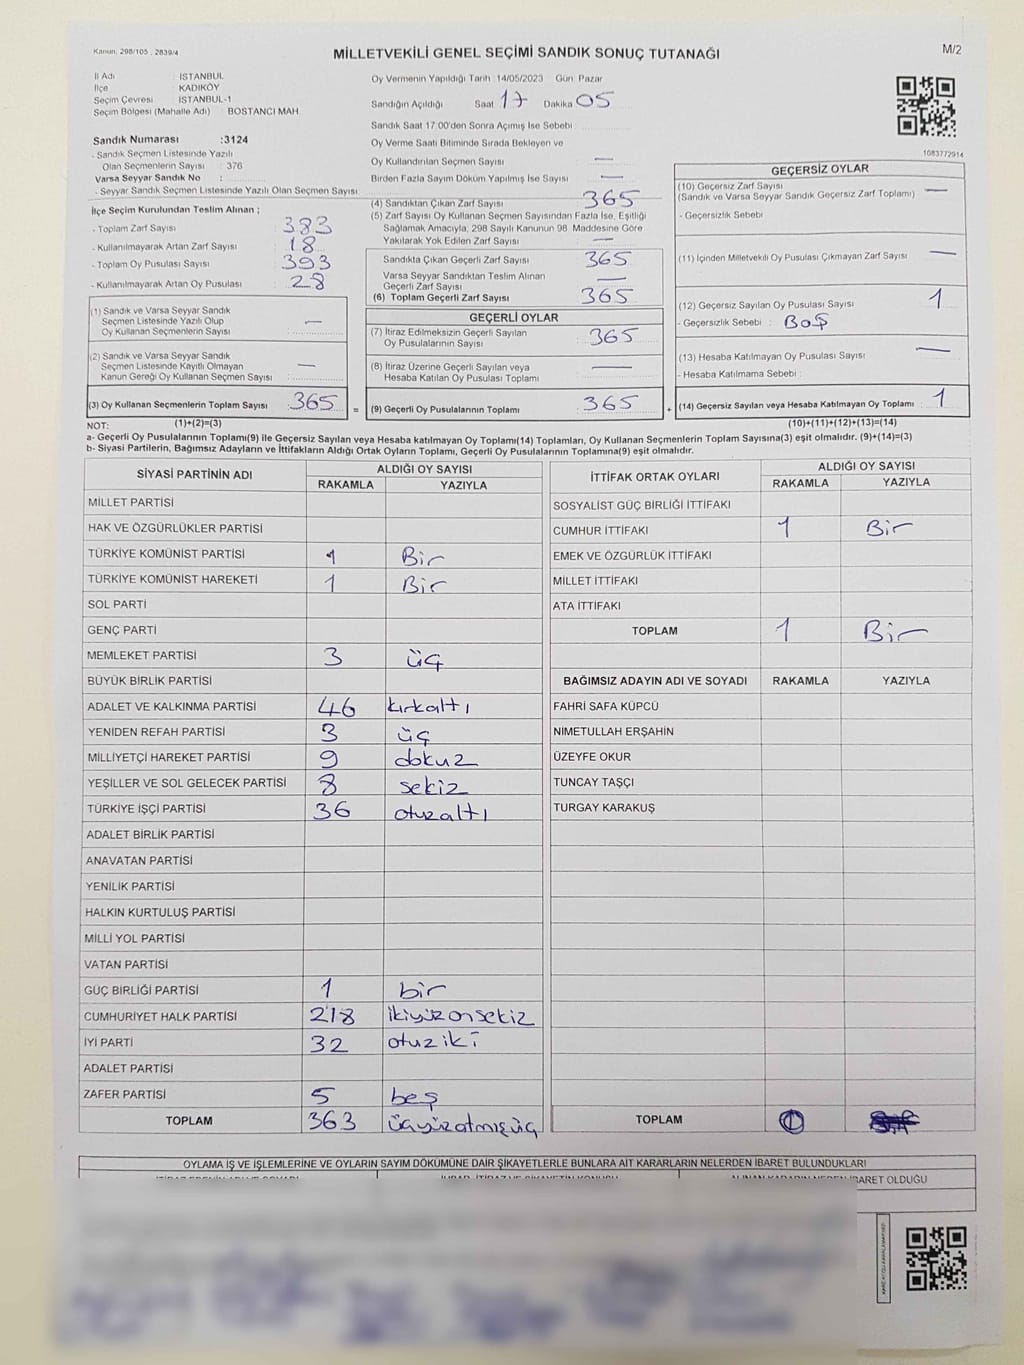 Kanun: 298/105 ; 2839/4
MİLLETVEKİLİ GENEL SEÇİMİ SANDIK SONUÇ TUTANAĞI
M/2
İl Adı : İSTANBUL
İlçe : KADIKÖY
Seçim Çevresi : İSTANBUL-1
Seçim Bölgesi (Mahalle Adı) : BOSTANCI MAH.
Sandık Numarası :3124
- Sandık Seçmen Listesinde Yazılı
Olan Seçmenlerin Sayısı : 376
Varsa Seyyar Sandık No :
- Seyyar Sandık Seçmen Listesinde Yazılı Olan Seçmen Sayısı:
İlçe Seçim Kurulundan Teslim Alınan ;
- Toplam Zarf Sayısı : 383
- Kullanılmayarak Artan Zarf Sayısı : 18
- Toplam Oy Pusulası Sayısı : 393
- Kullanılmayarak Artan Oy Pusulası : 28
(1) Sandık ve Varsa Seyyar Sandık
Seçmen Listesinde Yazılı Olup
Oy Kullanan Seçmenlerin Sayısı : —
(2) Sandık ve Varsa Seyyar Sandık
Seçmen Listesinde Kayıtlı Olmayan
Kanun Gereği Oy Kullanan Seçmen Sayısı : —
(3) Oy Kullanan Seçmenlerin Toplam Sayısı 365 =
Oy Vermenin Yapıldığı Tarih :14/05/2023 Gün: Pazar
Sandığın Açıldığı Saat 17 Dakika 05
Sandık Saat 17:00'den Sonra Açımış İse Sebebi :
Oy Verme Saati Bitiminde Sırada Bekleyen ve
Oy Kullandırılan Seçmen Sayısı : —
Birden Fazla Sayım Döküm Yapılmış İse Sayısı : —
(4) Sandıktan Çıkan Zarf Sayısı : 365
(5) Zarf Sayısı Oy Kullanan Seçmen Sayısından Fazla İse, Eşitliği
Sağlamak Amacıyla; 298 Sayılı Kanunun 98. Maddesine Göre
Yakılarak Yok Edilen Zarf Sayısı : —
Sandıkta Çıkan Geçerli Zarf Sayısı : 365
Varsa Seyyar Sandıktan Teslim Alınan
Geçerli Zarf Sayısı : —
(6) Toplam Geçerli Zarf Sayısı : 365
GEÇERLİ OYLAR
(7) İtiraz Edilmeksizin Geçerli Sayılan
Oy Pusulalarının Sayısı : 365
(8) İtiraz Üzerine Geçerli Sayılan veya
Hesaba Katılan Oy Pusulası Toplamı : —
(9) Geçerli Oy Pusulalarının Toplamı : 365 +
1083772914
GEÇERSİZ OYLAR
(10) Geçersiz Zarf Sayısı
(Sandık ve Varsa Seyyar Sandık Geçersiz Zarf Toplamı) : —
- Geçersizlik Sebebi
(11) İçinden Milletvekili Oy Pusulası Çıkmayan Zarf Sayısı : —
(12) Geçersiz Sayılan Oy Pusulası Sayısı : 1
- Geçersizlik Sebebi : BOŞ
(13) Hesaba Katılmayan Oy Pusulası Sayısı : —
- Hesaba Katılmama Sebebi :
(14) Geçersiz Sayılan veya Hesaba Katılmayan Oy Toplamı : 1
NOT: (1)+(2)=(3) (10)+(11)+(12)+(13)=(14)
a- Geçerli Oy Pusulalarının Toplamı(9) ile Geçersiz Sayılan veya Hesaba katılmayan Oy Toplamı(14) Toplamları, Oy Kullanan Seçmenlerin Toplam Sayısına(3) eşit olmalıdır. (9)+(14)=(3)
b- Siyasi Partilerin, Bağımsız Adayların ve İttifakların Aldığı Ortak Oyların Toplamı, Geçerli Oy Pusulalarının Toplamına(9) eşit olmalıdır.
SİYASİ PARTİNİN ADI ALDIĞI OY SAYISI
RAKAMLA YAZIYLA
MİLLET PARTİSİ
HAK VE ÖZGÜRLÜKLER PARTİSİ
TÜRKİYE KOMÜNİST PARTİSİ 1 Bir
TÜRKİYE KOMÜNİST HAREKETİ 1 Bir
SOL PARTİ
GENÇ PARTİ
MEMLEKET PARTİSİ 3 üç
BÜYÜK BİRLİK PARTİSİ
ADALET VE KALKINMA PARTİSİ 46 kırkaltı
YENİDEN REFAH PARTİSİ 3 üç
MİLLİYETÇİ HAREKET PARTİSİ 9 dokuz
YEŞİLLER VE SOL GELECEK PARTİSİ 8 sekiz
TÜRKİYE İŞÇİ PARTİSİ 36 otuzaltı
ADALET BİRLİK PARTİSİ
ANAVATAN PARTİSİ
YENİLİK PARTİSİ
HALKIN KURTULUŞ PARTİSİ
MİLLİ YOL PARTİSİ
VATAN PARTİSİ
GÜÇ BİRLİĞİ PARTİSİ 1 bir
CUMHURİYET HALK PARTİSİ 218 ikiyüzonsekiz
İYİ PARTİ 32 otuziki
ADALET PARTİSİ
ZAFER PARTİSİ 5 beş
TOPLAM 363 üçyüzatmışüç
İTTİFAK ORTAK OYLARI ALDIĞI OY SAYISI
RAKAMLA YAZIYLA
SOSYALİST GÜÇ BİRLİĞİ İTTİFAKI
CUMHUR İTTİFAKI 1 Bir
EMEK VE ÖZGÜRLÜK İTTİFAKI
MİLLET İTTİFAKI
ATA İTTİFAKI
TOPLAM 1 Bir
BAĞIMSIZ ADAYIN ADI VE SOYADI RAKAMLA YAZIYLA
FAHRİ SAFA KÜPCÜ
NİMETULLAH ERŞAHİN
ÜZEYFE OKUR
TUNCAY TAŞÇI
TURGAY KARAKUŞ
TOPLAM
OYLAMA İŞ VE İŞLEMLERİNE VE OYLARIN SAYIM DÖKÜMÜNE DAİR ŞİKAYETLERLE BUNLARA AİT KARARLARIN NELERDEN İBARET BULUNDUKLARI
İBARET OLDUĞU